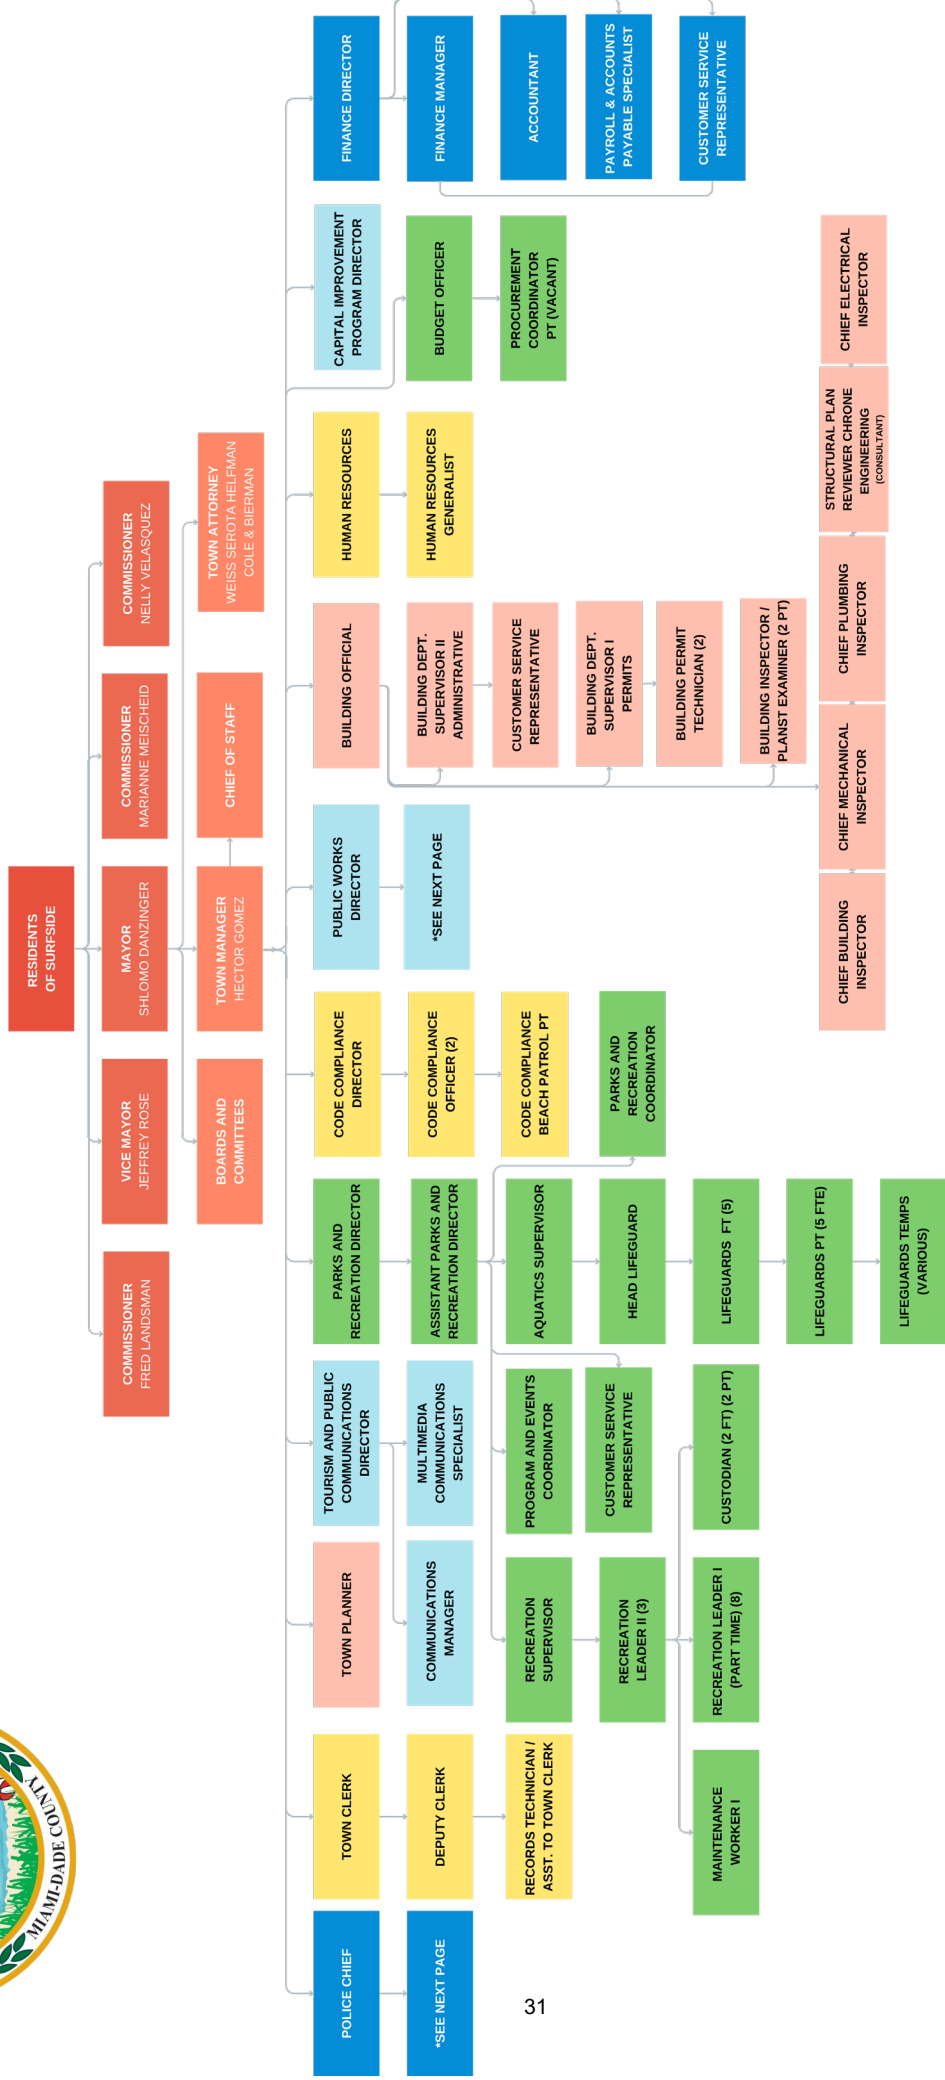 RESIDENTS
OF SURFSIDE
COMMISSIONER
FRED LANDSMAN
VICE MAYOR
JEFFREY ROSE
MAYOR
SHLOMO DANZINGER
COMMISSIONER
MARIANNE MEISCHEID
COMMISSIONER
NELLY VELASQUEZ
BOARDS AND
COMMITTEES
TOWN MANAGER
HECTOR GOMEZ
CHIEF OF STAFF
TOWN ATTORNEY
WEISS SEROTA HELFMAN
COLE & BIERMAN
POLICE CHIEF
*SEE NEXT PAGE
TOWN CLERK
DEPUTY CLERK
RECORDS TECHNICIAN /
ASST. TO TOWN CLERK
TOWN PLANNER
TOURISM AND PUBLIC
COMMUNICATIONS
DIRECTOR
COMMUNICATIONS
MANAGER
MULTIMEDIA
COMMUNICATIONS
SPECIALIST
PARKS AND
RECREATION DIRECTOR
ASSISTANT PARKS AND
RECREATION DIRECTOR
RECREATION
SUPERVISOR
RECREATION
LEADER II (3)
MAINTENANCE
WORKER I
RECREATION LEADER I
(PART TIME) (8)
CUSTODIAN (2 FT) (2 PT)
PROGRAM AND EVENTS
COORDINATOR
CUSTOMER SERVICE
REPRESENTATIVE
AQUATICS SUPERVISOR
HEAD LIFEGUARD
LIFEGUARDS FT (5)
LIFEGUARDS PT (5 FTE)
LIFEGUARDS TEMPS
(VARIOUS)
PARKS AND
RECREATION
COORDINATOR
CODE COMPLIANCE
DIRECTOR
CODE COMPLIANCE
OFFICER (2)
CODE COMPLIANCE
BEACH PATROL PT
PUBLIC WORKS
DIRECTOR
*SEE NEXT PAGE
BUILDING OFFICIAL
BUILDING DEPT.
SUPERVISOR II
ADMINISTRATIVE
CUSTOMER SERVICE
REPRESENTATIVE
BUILDING DEPT.
SUPERVISOR I
PERMITS
BUILDING PERMIT
TECHNICIAN (2)
BUILDING INSPECTOR /
PLANST EXAMINER (2 PT)
CHIEF BUILDING
INSPECTOR
CHIEF MECHANICAL
INSPECTOR
CHIEF PLUMBING
INSPECTOR
STRUCTURAL PLAN
REVIEWER CHRONE
ENGINEERING
(CONSULTANT)
CHIEF ELECTRICAL
INSPECTOR
HUMAN RESOURCES
HUMAN RESOURCES
GENERALIST
CAPITAL IMPROVEMENT
PROGRAM DIRECTOR
BUDGET OFFICER
PROCUREMENT
COORDINATOR
PT (VACANT)
FINANCE DIRECTOR
FINANCE MANAGER
ACCOUNTANT
PAYROLL & ACCOUNTS
PAYABLE SPECIALIST
CUSTOMER SERVICE
REPRESENTATIVE
MIAMI-DADE COUNTY
31